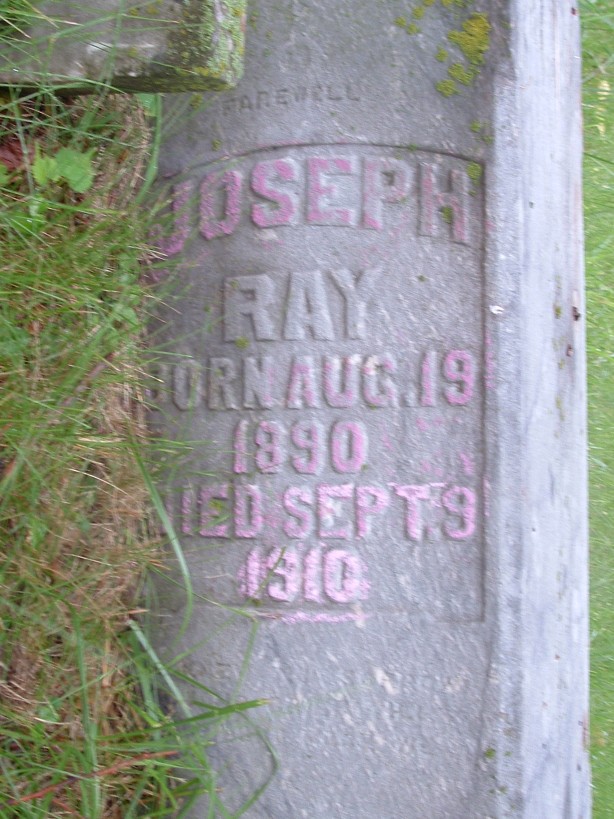 FAREWELL
JOSEPH
RAY
BORN AUG. 19
1890
DIED SEPT. 9
1910